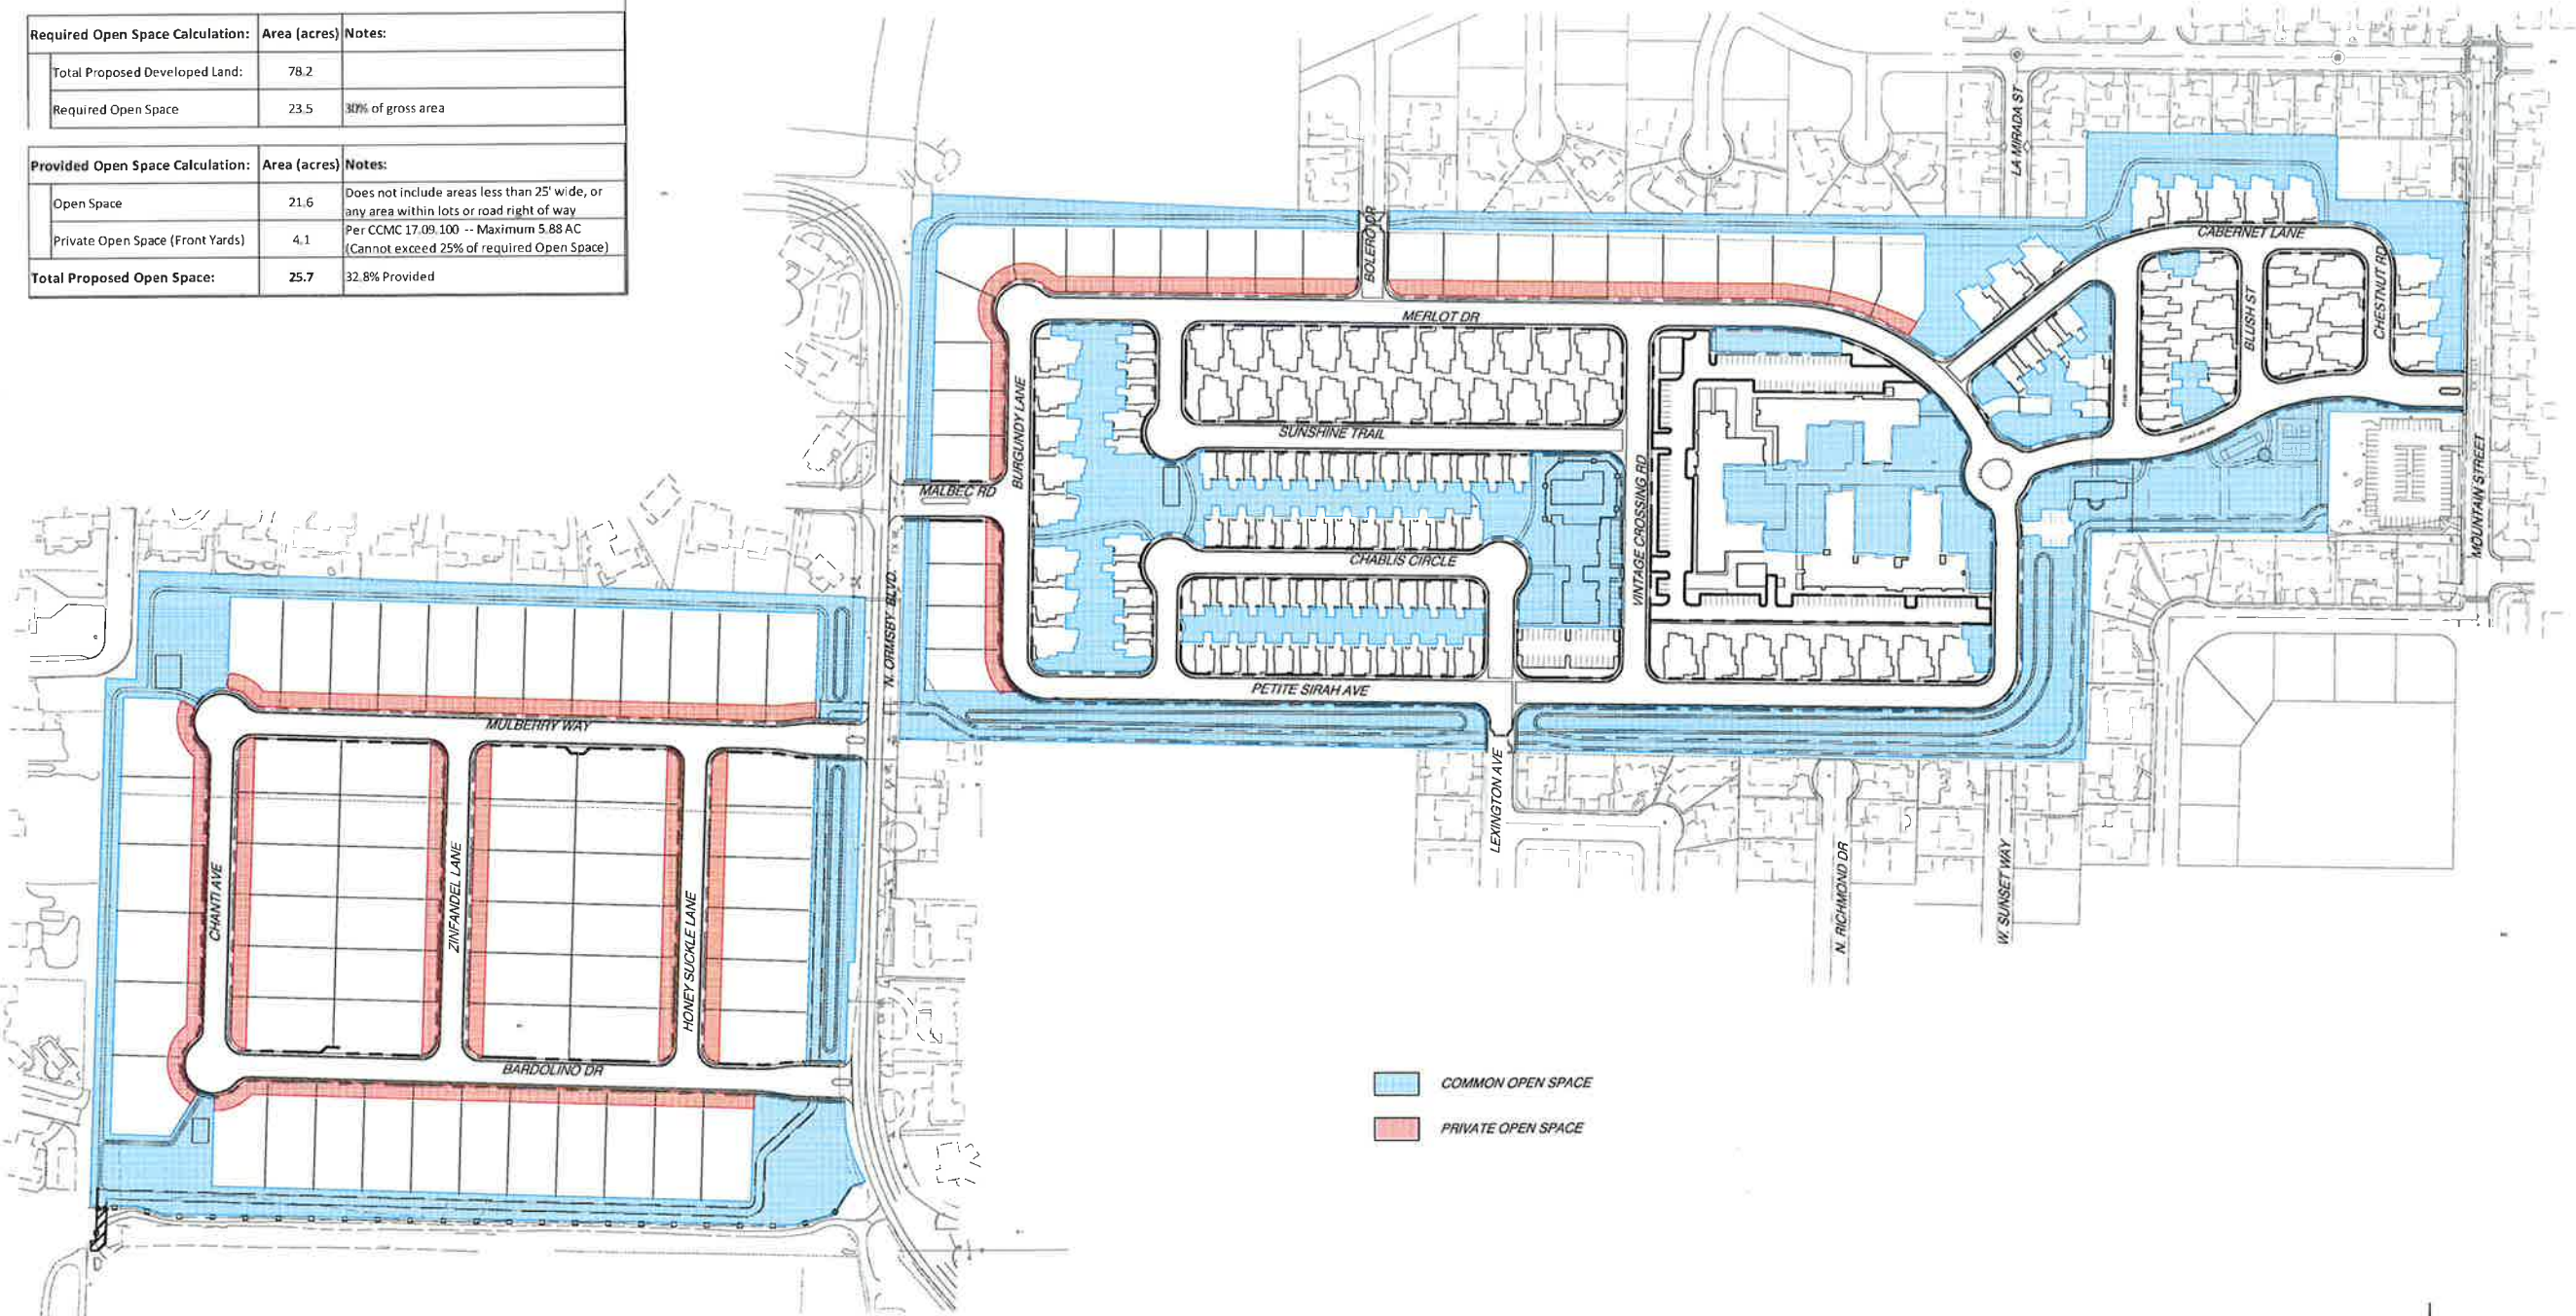 Required Open Space Calculation: Area (acres) Notes:
Total Proposed Developed Land: 78.2
Required Open Space 23.5 30% of gross area
Provided Open Space Calculation: Area (acres) Notes:
Open Space 21.6 Does not include areas less than 25' wide, or
any area within lots or road right of way
Private Open Space (Front Yards) 4.1 Per CCMC 17.09.100 -- Maximum 5.88 AC
(Cannot exceed 25% of required Open Space)
Total Proposed Open Space: 25.7 32.8% Provided
LA MIRADA ST
BOLERO DR
CABERNET LANE
CHESTNUT RD
BLUSH ST
MERLOT DR
BURGUNDY LANE
SUNSHINE TRAIL
MALBEC RD
VINTAGE CROSSING RD
MOUNTAIN STREET
CHABLIS CIRCLE
N. ORMSBY BLVD.
PETITE SIRAH AVE
MULBERRY WAY
LEXINGTON AVE
CHANTI AVE
ZINFANDEL LANE
HONEY SUCKLE LANE
N. RICHMOND DR
W. SUNSET WAY
BARDOLINO DR
COMMON OPEN SPACE
PRIVATE OPEN SPACE